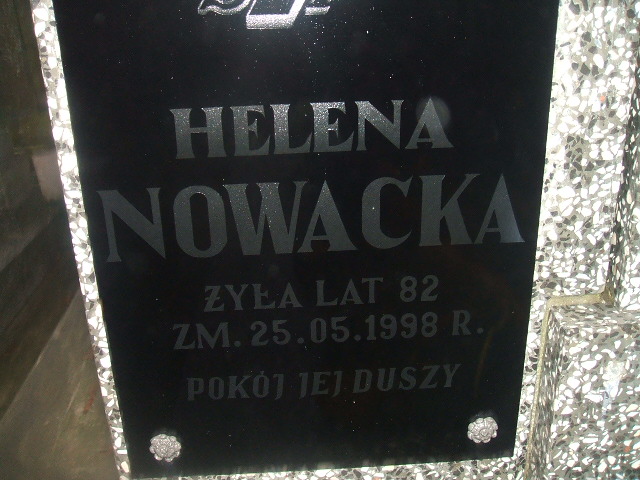 HELENA
NOWACKA
ŻYŁA LAT 82
ZM. 25.05.1998 R.
POKÓJ JEJ DUSZY